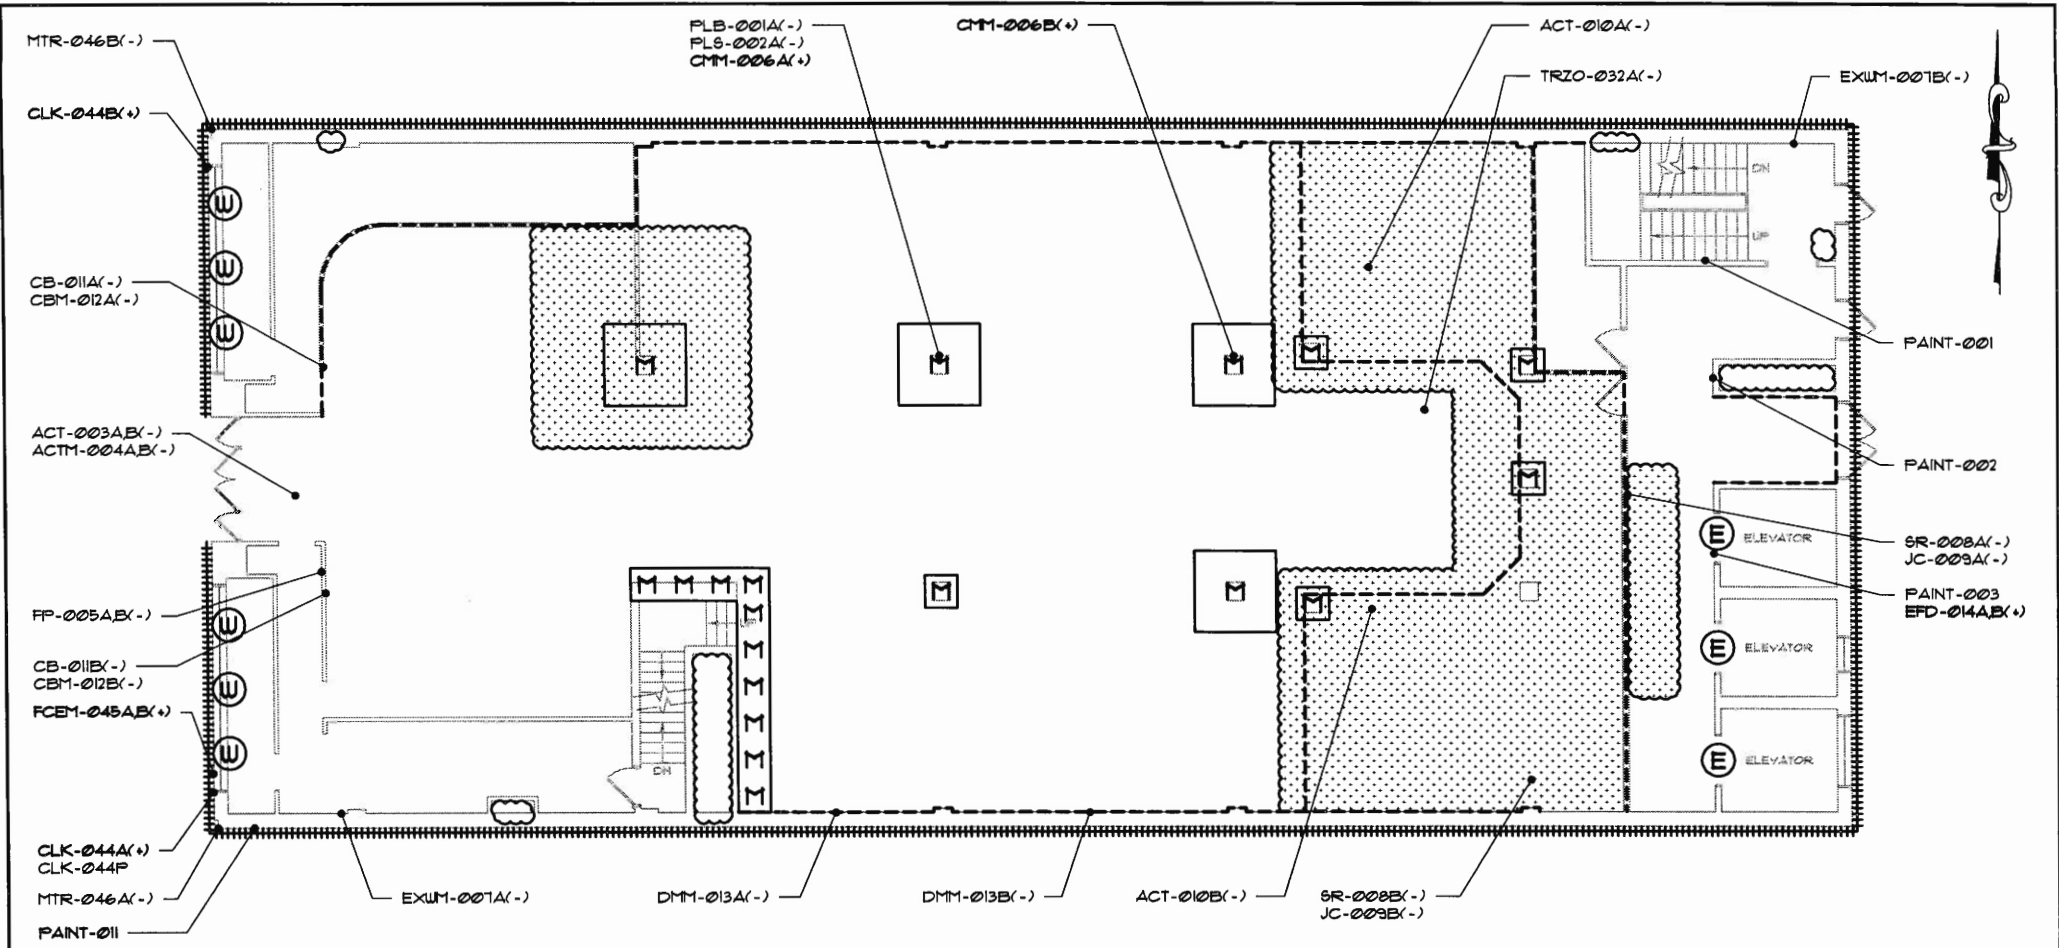 MTR-046B(-)
PLB-001A(-)
PLS-002A(-)
CMM-006A(+)
CMM-006B(+)
ACT-010A(-)
TRZO-032A(-)
EXWM-007B(-)
CLK-044B(+)
DN
UP
W
W
W
CB-011A(-)
CBM-012A(-)
PAINT-001
M
M
M
M
M
ACT-003A,B(-)
ACTM-004A,B(-)
PAINT-002
M
E ELEVATOR
SR-008A(-)
JC-009A(-)
FP-005A,B(-)
M M M M
M
M
M
PAINT-003
EFD-014A,B(+)
W
M
UP
CB-011B(-)
CBM-012B(-)
M
E ELEVATOR
W
M
FCEM-045A,B(+)
M
W
M
DN
E ELEVATOR
M
CLK-044A(+)
CLK-044P
MTR-046A(-)
EXWM-007A(-)
DMM-013A(-)
DMM-013B(-)
ACT-010B(-)
SR-008B(-)
JC-009B(-)
PAINT-011